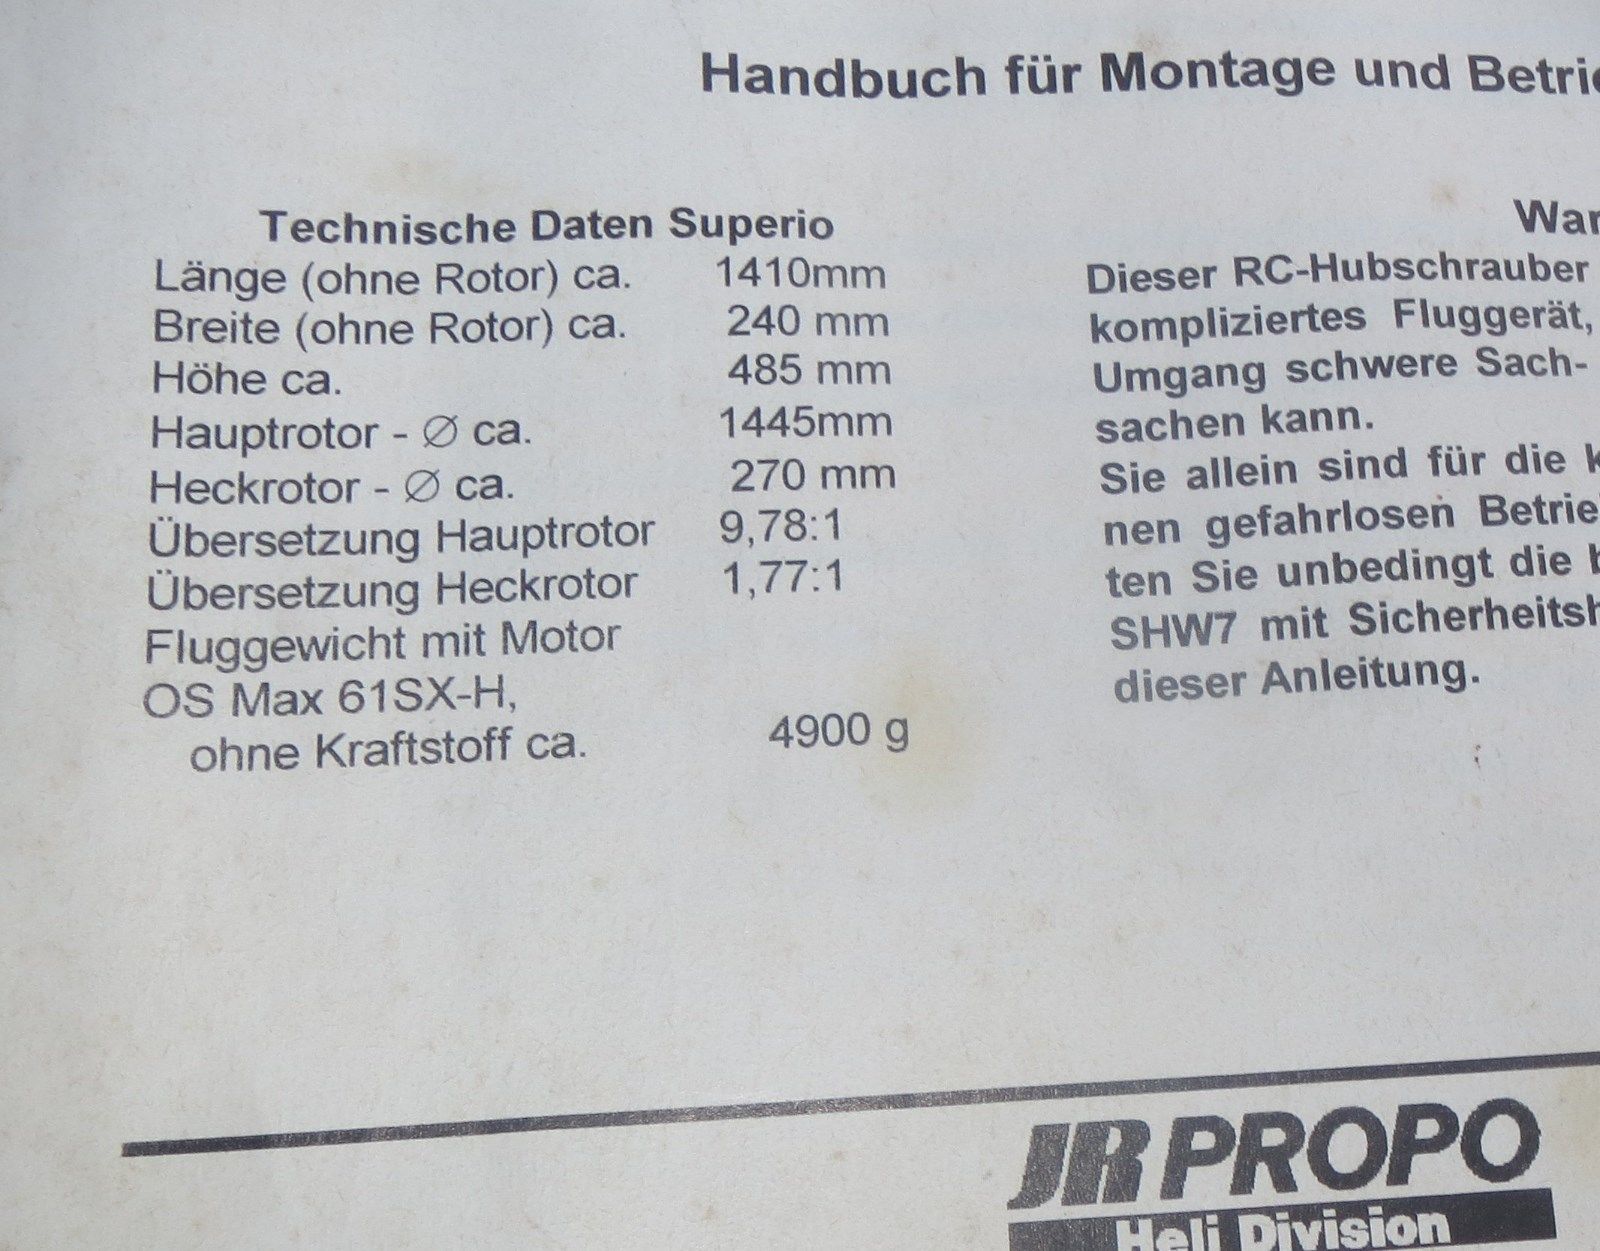 Handbuch für Montage und
Technische Daten Superio
Länge (ohne Rotor) ca. 1410mm
Breite (ohne Rotor) ca. 240 mm
Höhe ca. 485 mm
Hauptrotor - Ø ca. 1445mm
Heckrotor - Ø ca. 270 mm
Übersetzung Hauptrotor 9,78:1
Übersetzung Heckrotor 1,77:1
Fluggewicht mit Motor
OS Max 61SX-H,
ohne Kraftstoff ca. 4900 g
Dieser RC-Hubschrauber
kompliziertes Fluggerät,
Umgang schwere Sach-
sachen kann.
Sie allein sind für die
nen gefahrlosen
ten Sie unbedingt die
SHW7 mit
dieser Anleitung.
JR PROPO
Heli Division